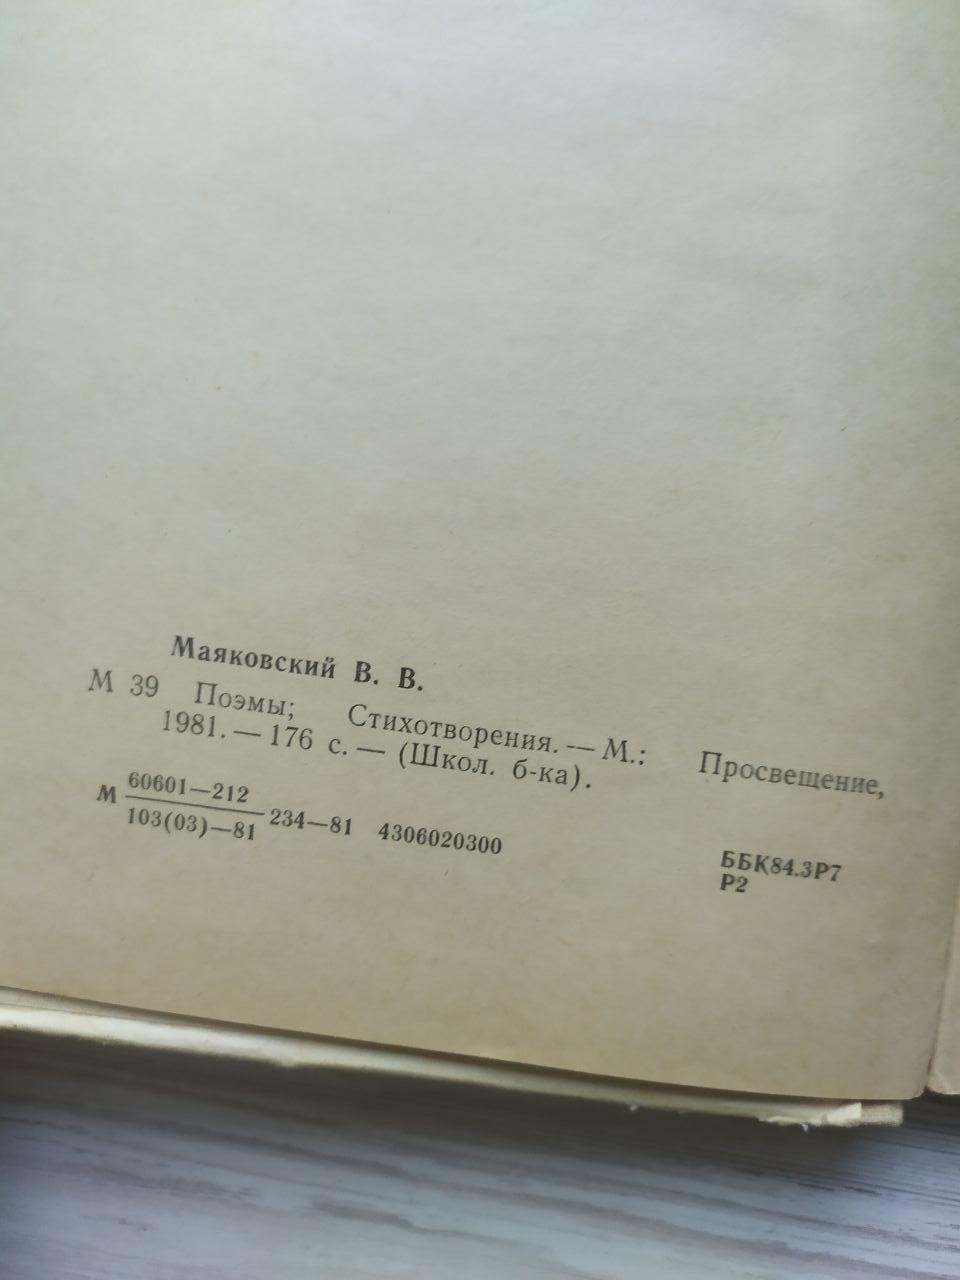 Маяковский В. В.
М 39 Поэмы; Стихотворения. — М.: Просвещение,
1981. — 176 с. — (Школ. б-ка).
М 60601—212
103(03)—81 234—81 4306020300
ББК84.3Р7
Р2